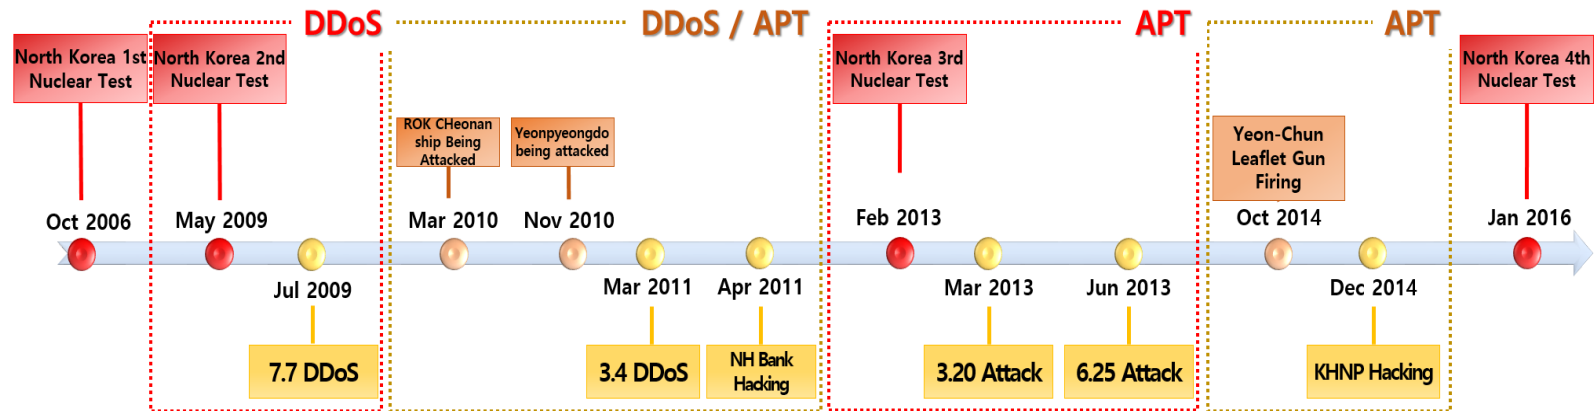 DDoS
DDoS / APT
APT
APT
North Korea 1st
Nuclear Test
North Korea 2nd
Nuclear Test
North Korea 3rd
Nuclear Test
North Korea 4th
Nuclear Test
ROK CHeonan
ship Being
Attacked
Yeonpyeongdo
being attacked
Yeon-Chun
Leaflet Gun
Firing
Oct 2006
May 2009
Mar 2010
Nov 2010
Feb 2013
Oct 2014
Jan 2016
Jul 2009
Mar 2011
Apr 2011
Mar 2013
Jun 2013
Dec 2014
7.7 DDoS
3.4 DDoS
NH Bank
Hacking
3.20 Attack
6.25 Attack
KHNP Hacking